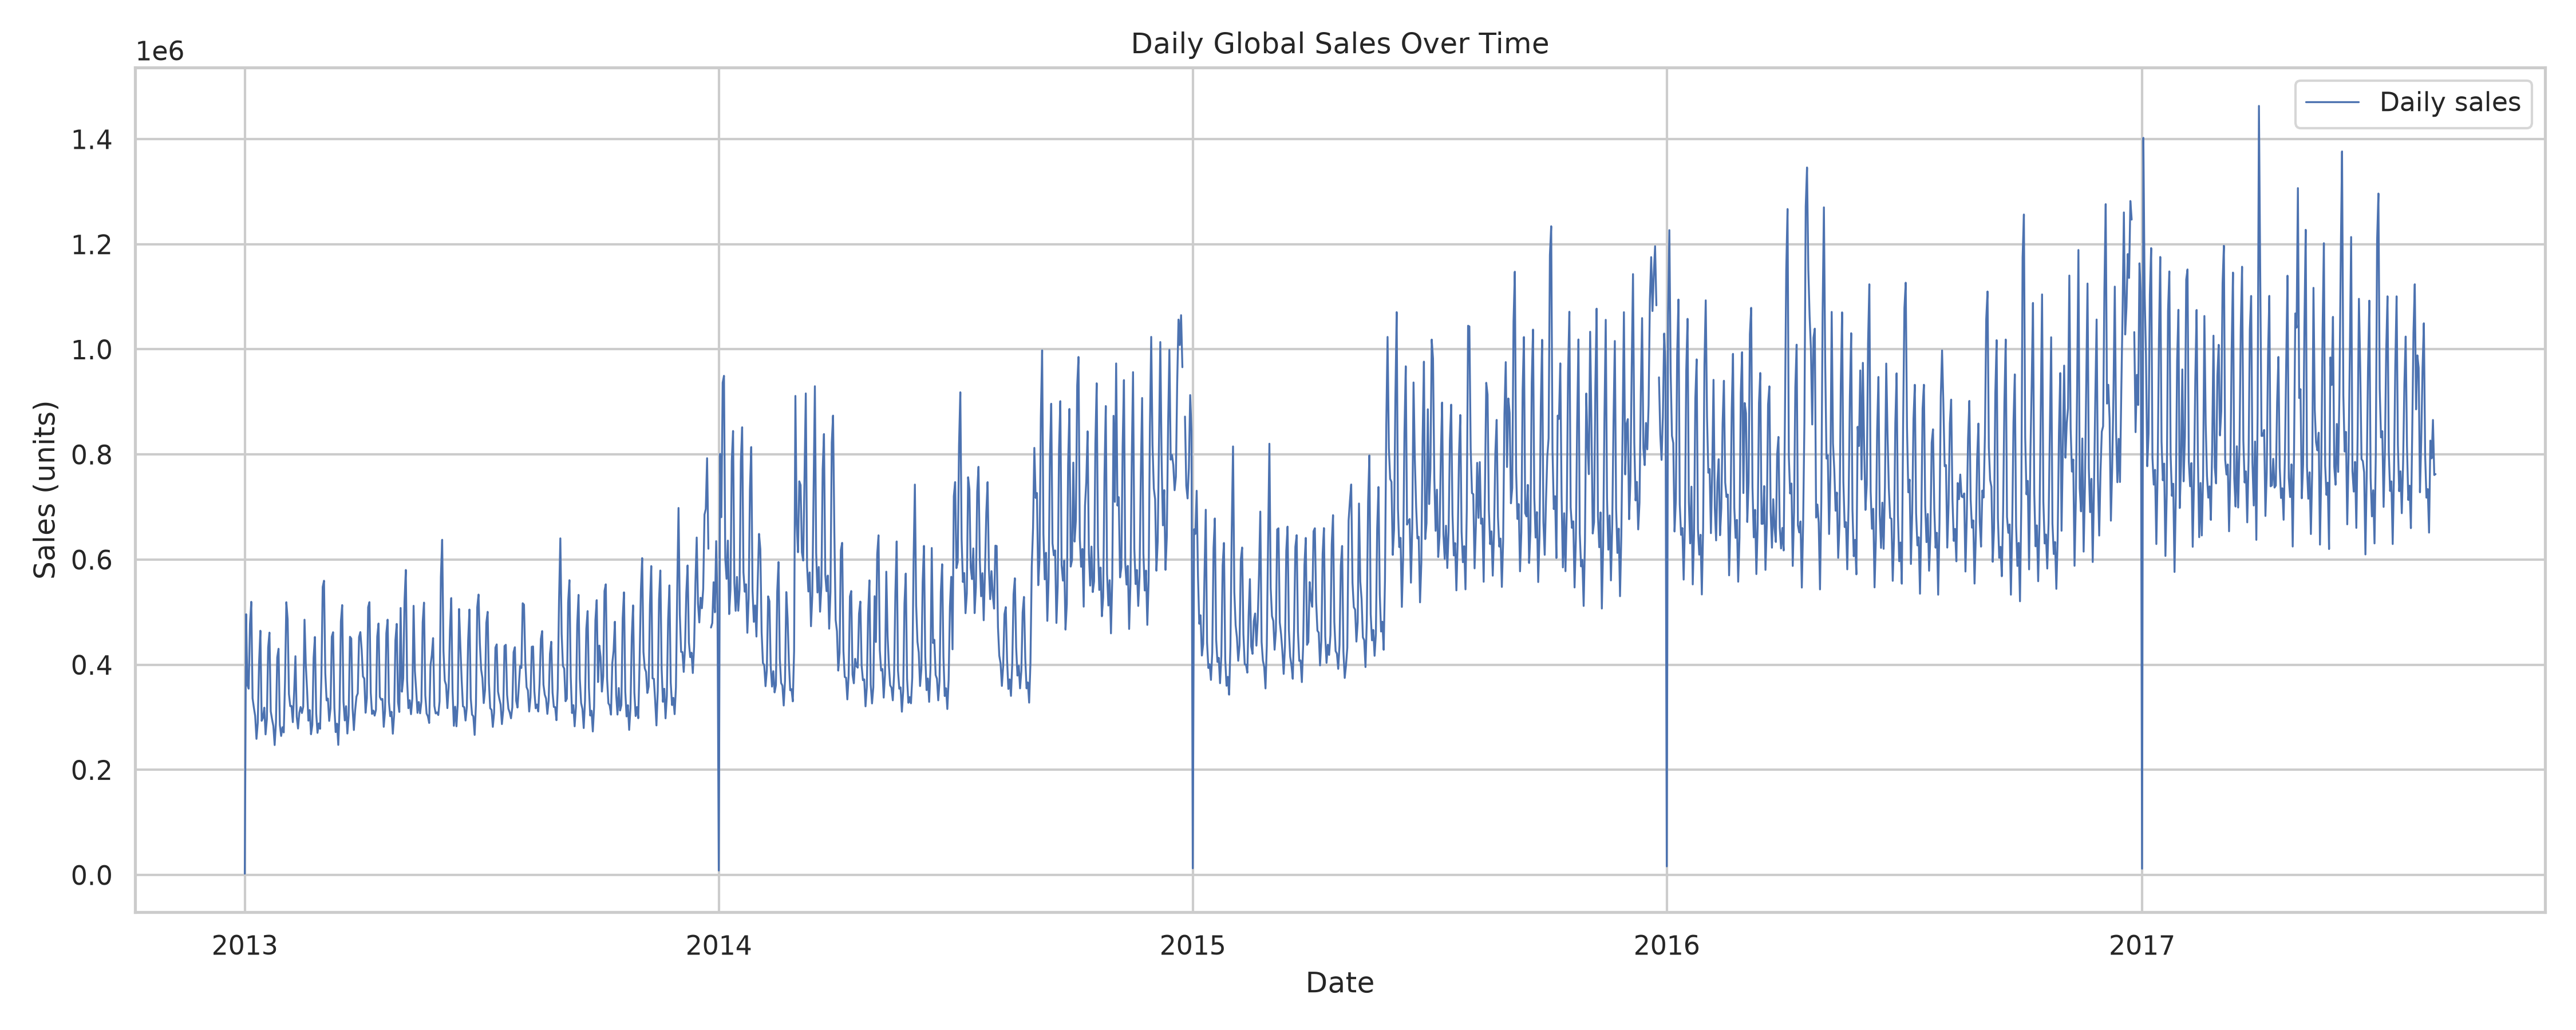 Daily Global Sales Over Time
1e6
Daily sales
1.4
1.2
1.0
0.8
0.6
0.4
0.2
0.0
Sales (units)
2013 2014 2015 2016 2017
Date